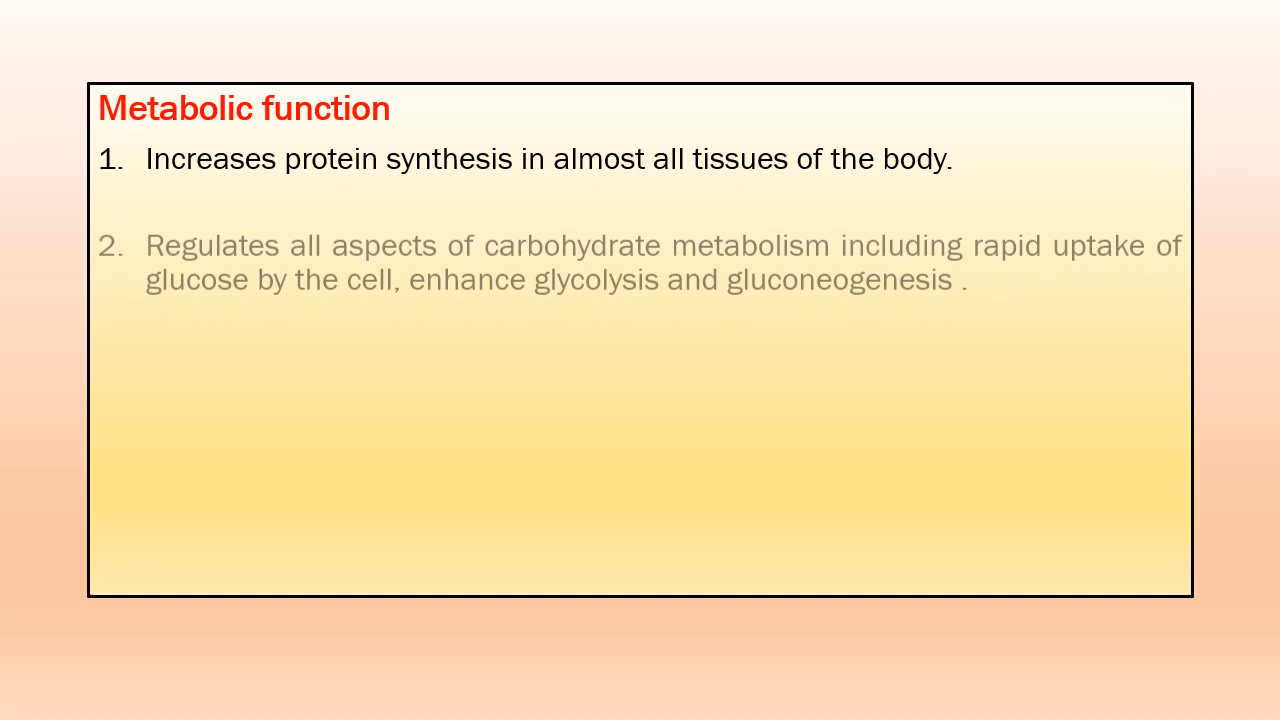 Metabolic function
1. Increases protein synthesis in almost all tissues of the body.
2. Regulates all aspects of carbohydrate metabolism including rapid uptake of
glucose by the cell, enhance glycolysis and gluconeogenesis .